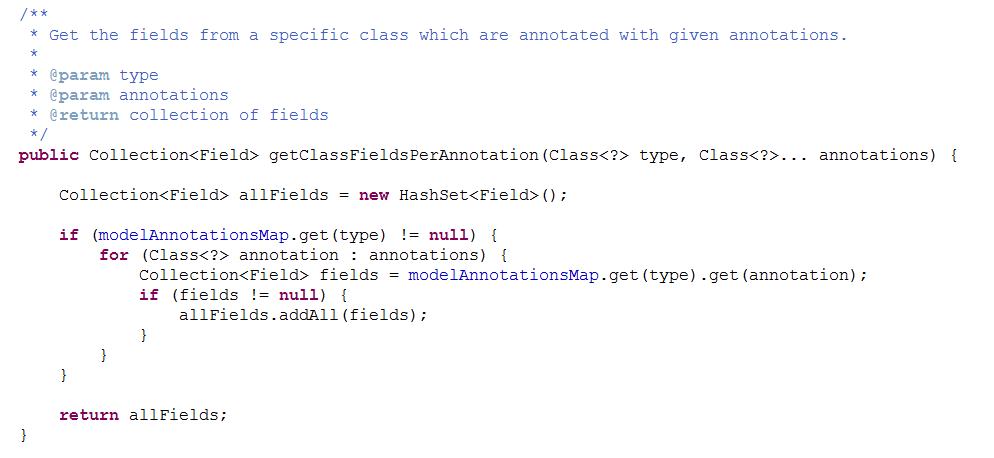 /**
 * Get the fields from a specific class which are annotated with given annotations.
 *
 * @param type
 * @param annotations
 * @return collection of fields
 */
public Collection<Field> getClassFieldsPerAnnotation(Class<?> type, Class<?>... annotations) {
    Collection<Field> allFields = new HashSet<Field>();
    if (modelAnnotationsMap.get(type) != null) {
        for (Class<?> annotation : annotations) {
            Collection<Field> fields = modelAnnotationsMap.get(type).get(annotation);
            if (fields != null) {
                allFields.addAll(fields);
            }
        }
    }
    return allFields;
}